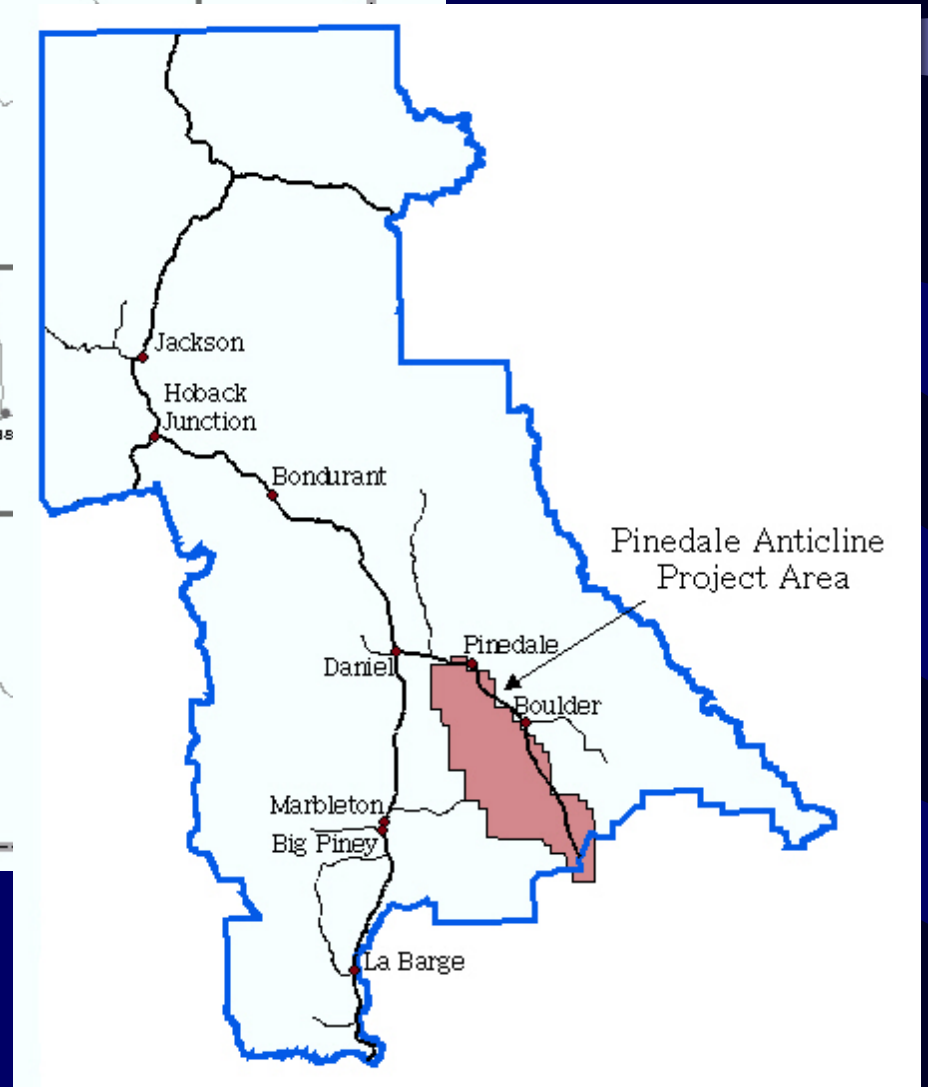 Jackson
Hoback
Junction
Bondurant
Pinedale Anticline
Project Area
Pinedale
Daniel
Boulder
Marbleton
Big Piney
La Barge